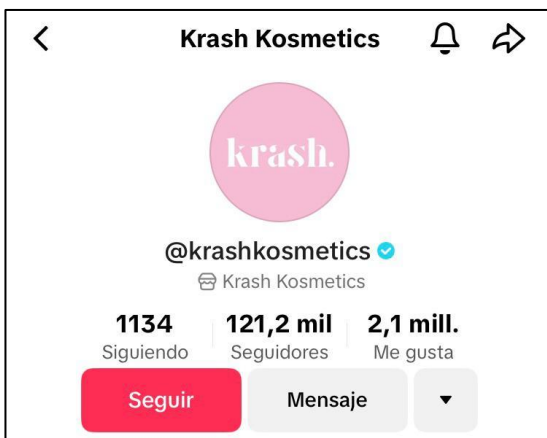 Krash Kosmetics
krash.
@krashkosmetics
Krash Kosmetics
1134 121,2 mil 2,1 mill.
Siguiendo Seguidores Me gusta
Seguir Mensaje